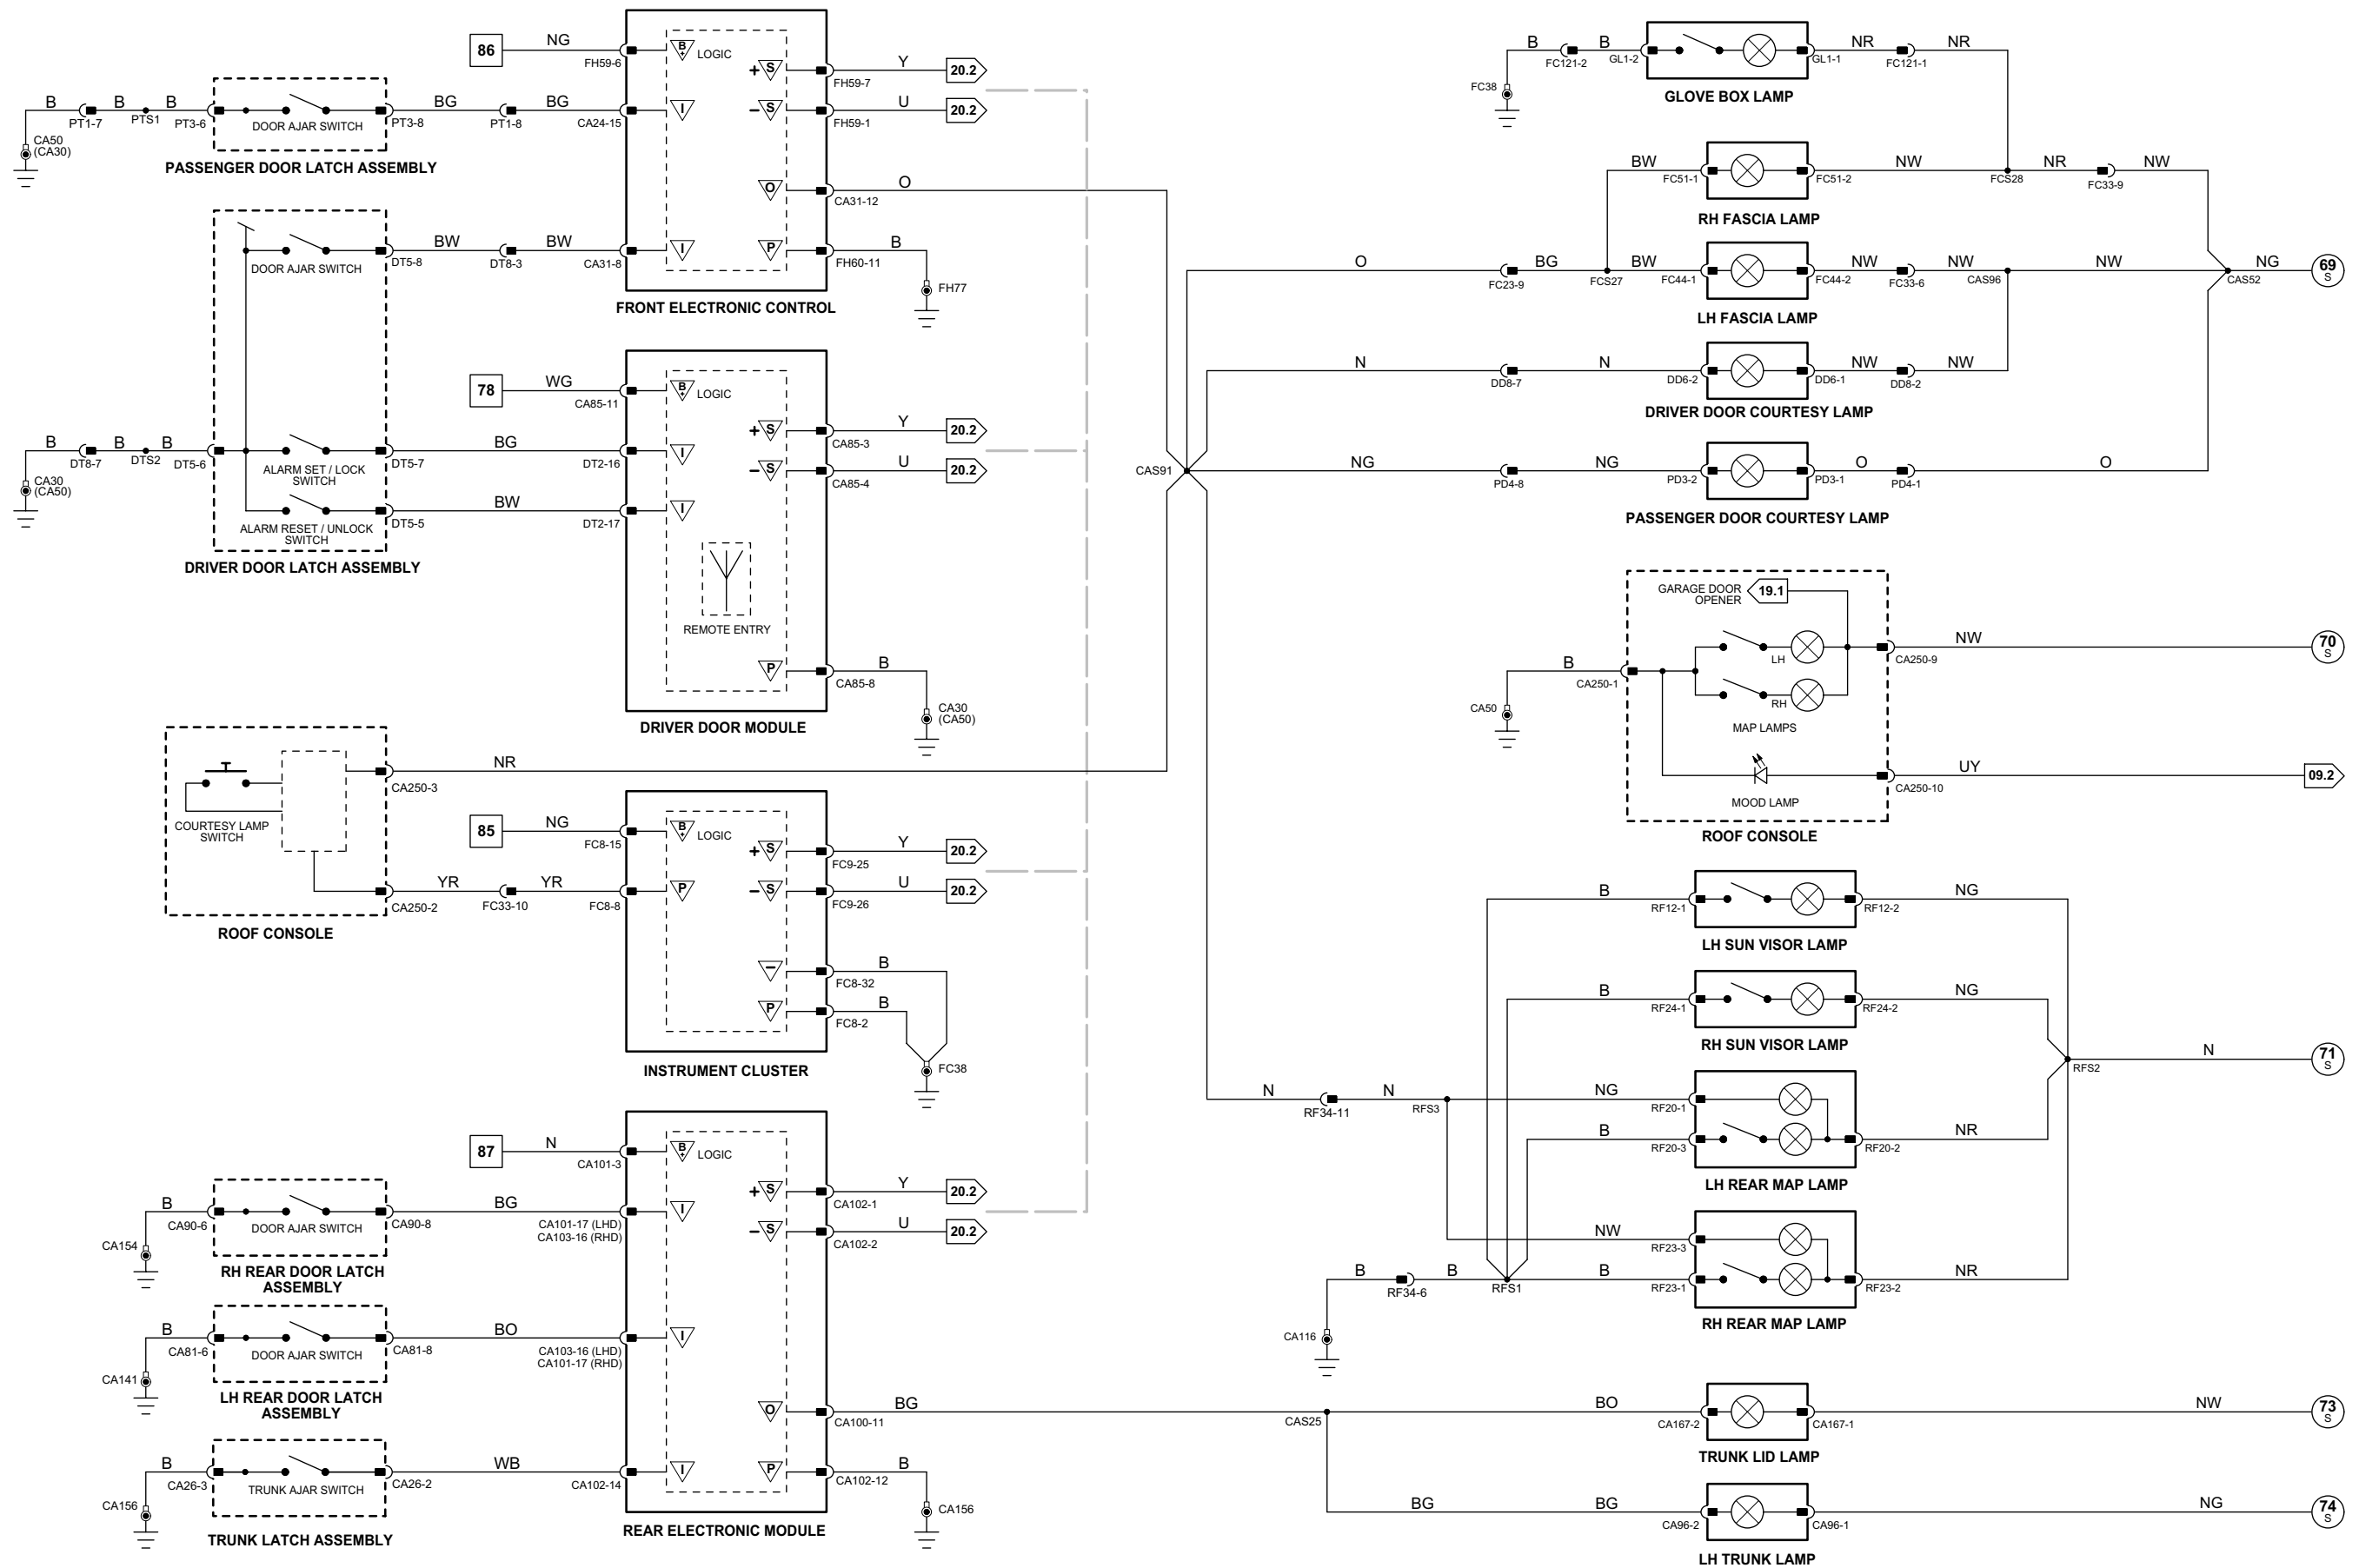 86
NG
FH59-6
B+
LOGIC
+S
Y
20.2
FH59-7
B
PT1-7
B
PTS1
B
PT3-6
DOOR AJAR SWITCH
PT3-8
BG
PT1-8
BG
CA24-15
I
-S
U
20.2
FH59-1
CA50
(CA30)
PASSENGER DOOR LATCH ASSEMBLY
O
O
CA31-12
DOOR AJAR SWITCH
DT5-8
BW
DT8-3
BW
CA31-8
I
P
B
FH60-11
FH77
FRONT ELECTRONIC CONTROL
78
WG
CA85-11
B+
LOGIC
+S
Y
20.2
CA85-3
B
DT8-7
B
DTS2
B
DT5-6
ALARM SET / LOCK
SWITCH
DT5-7
BG
DT2-16
I
-S
U
20.2
CA85-4
CA30
(CA50)
ALARM RESET / UNLOCK
SWITCH
DT5-5
BW
DT2-17
I
DRIVER DOOR LATCH ASSEMBLY
REMOTE ENTRY
P
B
CA85-8
CA30
(CA50)
DRIVER DOOR MODULE
COURTESY LAMP
SWITCH
CA250-3
NR
85
NG
FC8-15
B+
LOGIC
+S
Y
20.2
FC9-25
CA250-2
YR
FC33-10
YR
FC8-8
P
-S
U
20.2
FC9-26
ROOF CONSOLE
-
B
FC8-32
P
B
FC8-2
FC38
INSTRUMENT CLUSTER
87
N
CA101-3
B+
LOGIC
+S
Y
20.2
CA102-1
B
CA90-6
DOOR AJAR SWITCH
CA90-8
BG
CA101-17 (LHD)
CA103-16 (RHD)
I
-S
U
20.2
CA102-2
CA154
RH REAR DOOR LATCH
ASSEMBLY
B
CA81-6
DOOR AJAR SWITCH
CA81-8
BO
CA103-16 (LHD)
CA101-17 (RHD)
I
CA141
LH REAR DOOR LATCH
ASSEMBLY
O
BG
CA100-11
B
CA26-3
TRUNK AJAR SWITCH
CA26-2
WB
CA102-14
I
P
B
CA102-12
CA156
CA156
TRUNK LATCH ASSEMBLY
REAR ELECTRONIC MODULE
B
FC121-2
B
GL1-2
GL1-1
NR
FC121-1
NR
FC38
GLOVE BOX LAMP
BW
FC51-1
FC51-2
NW
FCS28
NR
FC33-9
NW
RH FASCIA LAMP
O
FC23-9
BG
FCS27
BW
FC44-1
FC44-2
NW
FC33-6
NW
CAS96
NW
CAS52
NG
69
S
LH FASCIA LAMP
N
DD8-7
N
DD6-2
DD6-1
NW
DD8-2
NW
DRIVER DOOR COURTESY LAMP
CAS91
NG
PD4-8
NG
PD3-2
PD3-1
O
PD4-1
O
PASSENGER DOOR COURTESY LAMP
GARAGE DOOR
OPENER
19.1
B
CA250-1
CA50
LH
RH
MAP LAMPS
CA250-9
NW
70
S
MOOD LAMP
CA250-10
UY
09.2
ROOF CONSOLE
B
RF12-1
RF12-2
NG
LH SUN VISOR LAMP
B
RF24-1
RF24-2
NG
RH SUN VISOR LAMP
RFS2
N
71
S
N
RF34-11
N
RFS3
NG
RF20-1
B
RF20-3
RF20-2
NR
LH REAR MAP LAMP
NW
RF23-3
B
RF34-6
B
RFS1
B
RF23-1
RF23-2
NR
CA116
RH REAR MAP LAMP
CAS25
BO
CA167-2
CA167-1
NW
73
S
TRUNK LID LAMP
BG
BG
CA96-2
CA96-1
NG
74
S
LH TRUNK LAMP